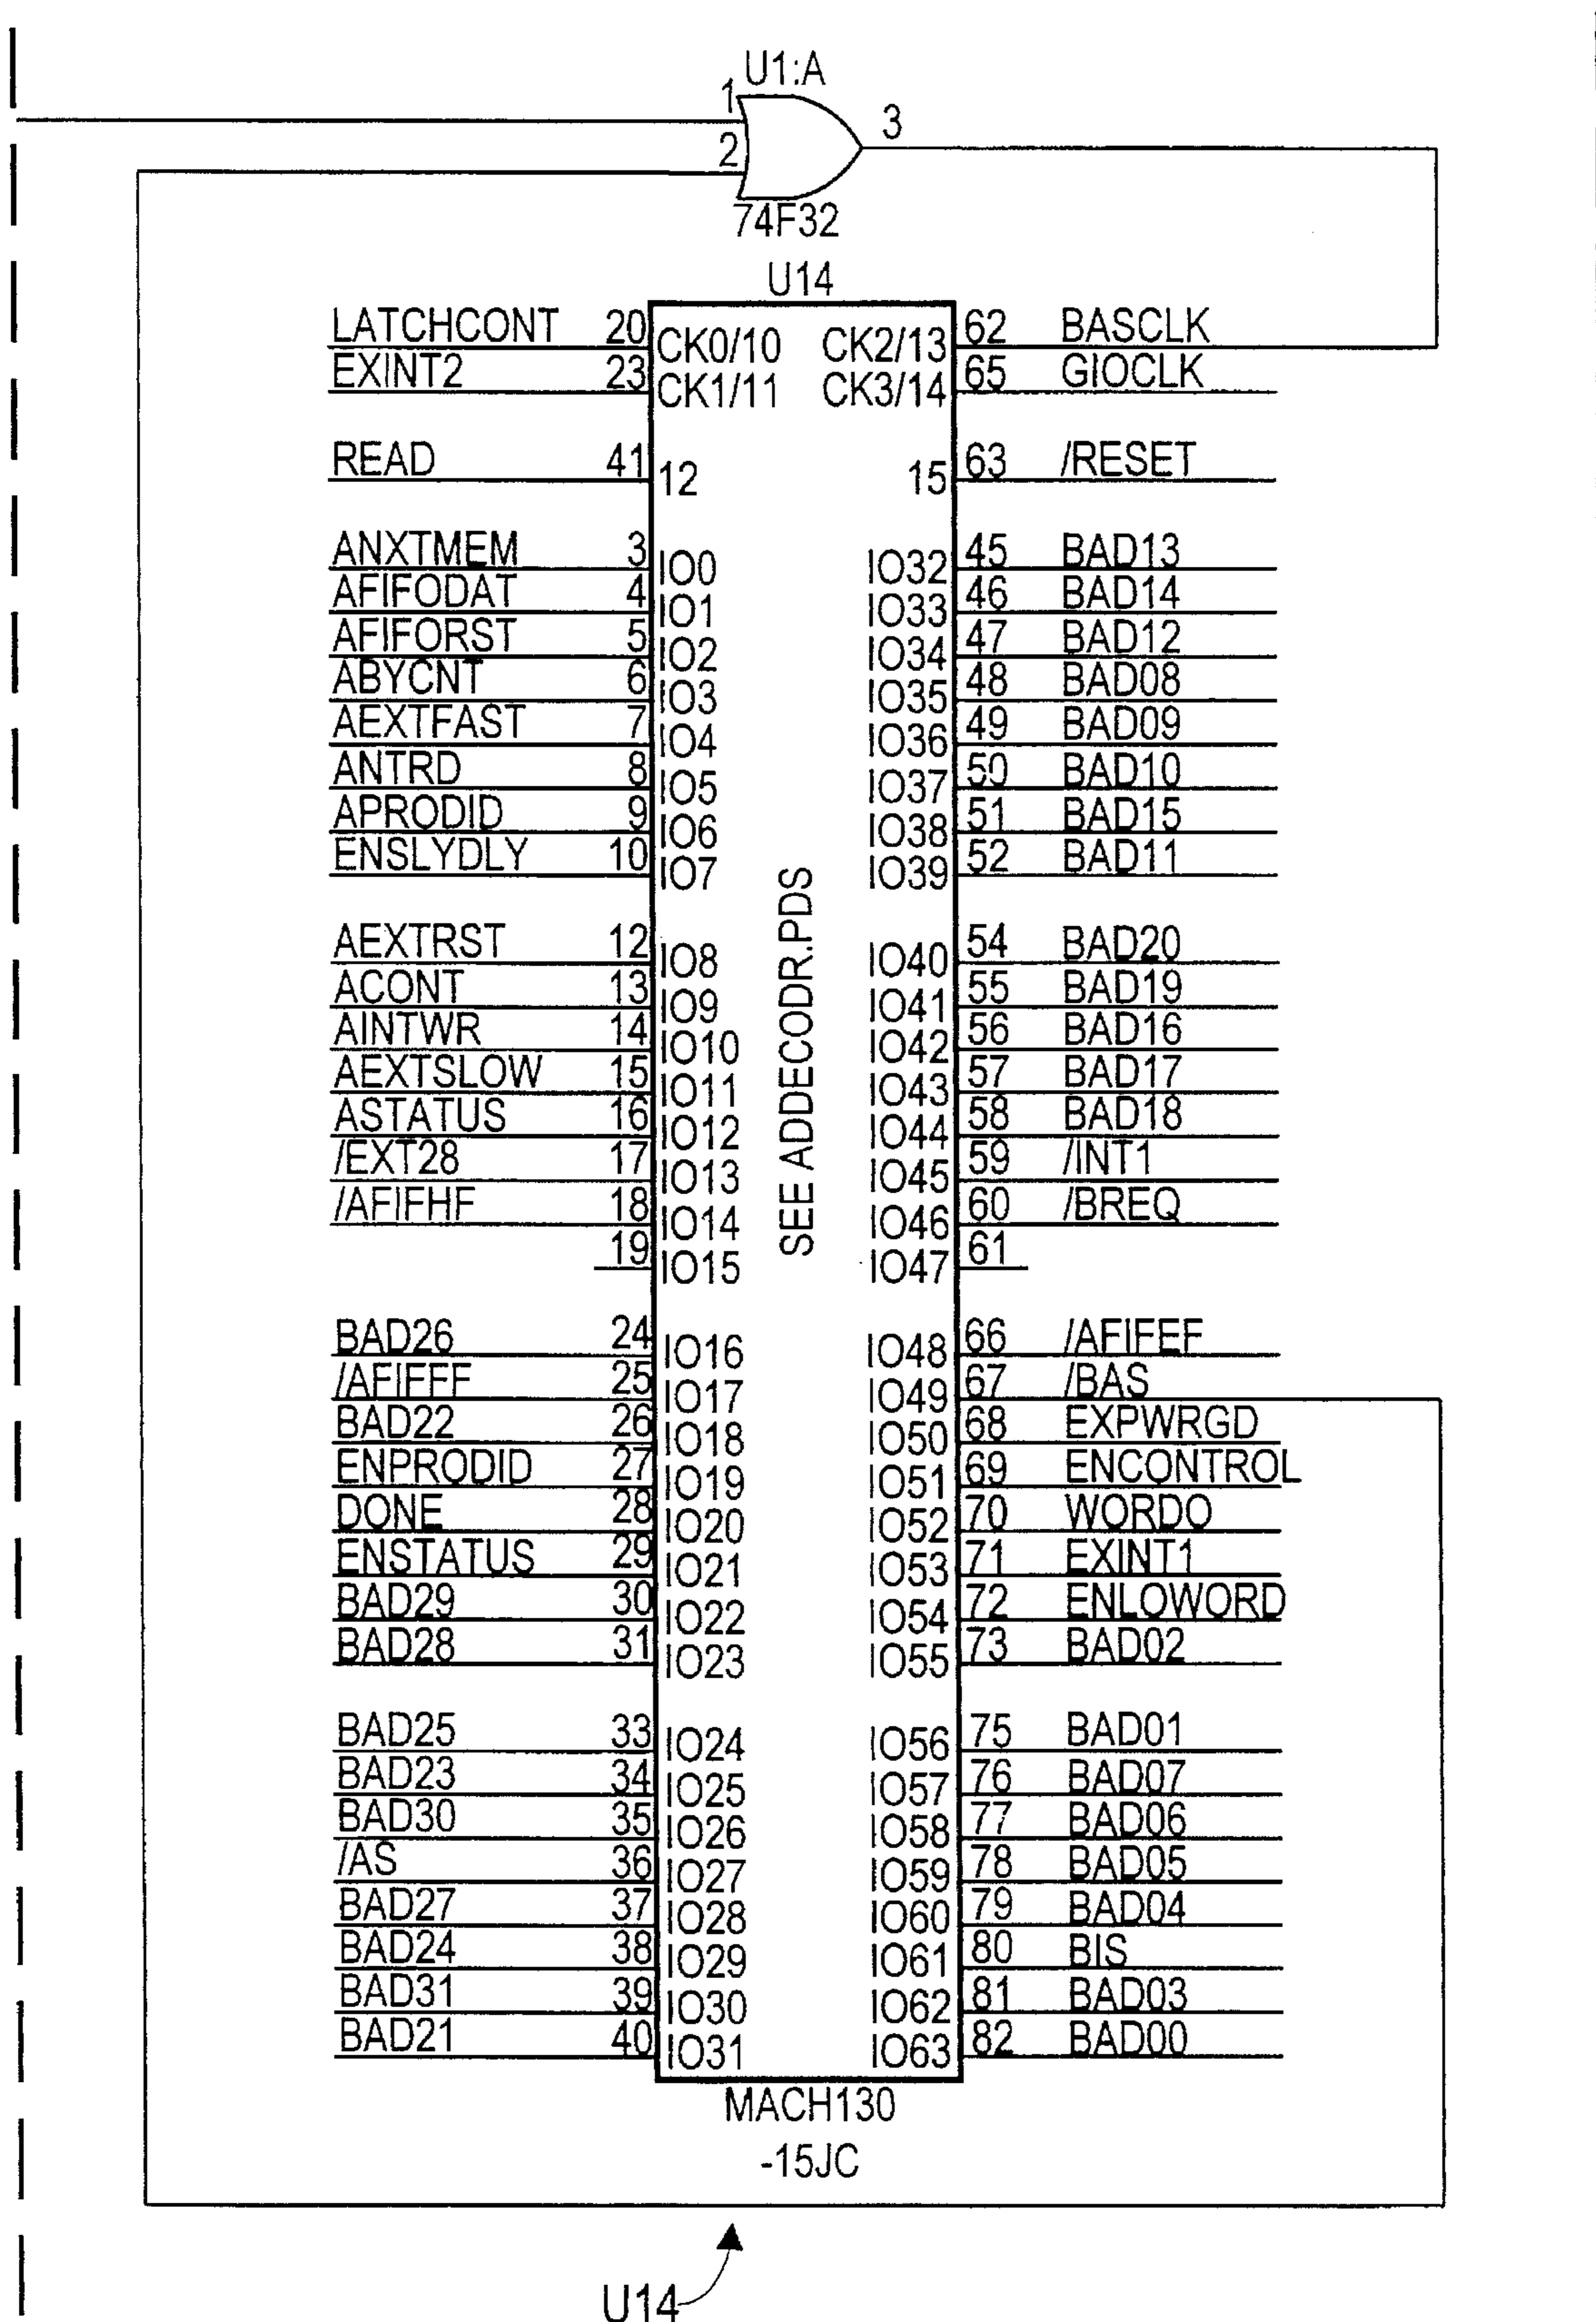 U1:A
1
2
3
74F32
U14
LATCHCONT 20 CK0/10 CK2/13 62 BASCLK
EXINT2 23 CK1/11 CK3/14 65 GIOCLK
READ 41 12 15 63 /RESET
ANXTMEM 3 IO0 IO32 45 BAD13
AFIFODAT 4 IO1 IO33 46 BAD14
AFIFORST 5 IO2 IO34 47 BAD12
ABYCNT 6 IO3 IO35 48 BAD08
AEXTFAST 7 IO4 IO36 49 BAD09
ANTRD 8 IO5 IO37 50 BAD10
APRODID 9 IO6 IO38 51 BAD15
ENSLYDLY 10 IO7 IO39 52 BAD11
SEE ADDECODR.PDS
AEXTRST 12 IO8 IO40 54 BAD20
ACONT 13 IO9 IO41 55 BAD19
AINTWR 14 IO10 IO42 56 BAD16
AEXTSLOW 15 IO11 IO43 57 BAD17
ASTATUS 16 IO12 IO44 58 BAD18
/EXT28 17 IO13 IO45 59 /INT1
/AFIFHF 18 IO14 IO46 60 /BREQ
19 IO15 IO47 61
BAD26 24 IO16 IO48 66 /AFIFEF
/AFIFFF 25 IO17 IO49 67 /BAS
BAD22 26 IO18 IO50 68 EXPWRGD
ENPRODID 27 IO19 IO51 69 ENCONTROL
DONE 28 IO20 IO52 70 WORDO
ENSTATUS 29 IO21 IO53 71 EXINT1
BAD29 30 IO22 IO54 72 ENLOWORD
BAD28 31 IO23 IO55 73 BAD02
BAD25 33 IO24 IO56 75 BAD01
BAD23 34 IO25 IO57 76 BAD07
BAD30 35 IO26 IO58 77 BAD06
/AS 36 IO27 IO59 78 BAD05
BAD27 37 IO28 IO60 79 BAD04
BAD24 38 IO29 IO61 80 BIS
BAD31 39 IO30 IO62 81 BAD03
BAD21 40 IO31 IO63 82 BAD00
MACH130
-15JC
U14